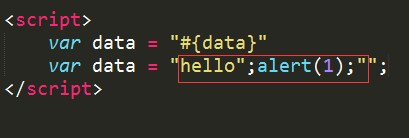 <script>
var data = "#{data}"
var data = "hello";alert(1);"";
</script>